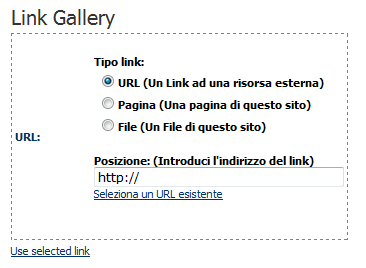 Link Gallery
Tipo link:
URL (Un Link ad una risorsa esterna)
Pagina (Una pagina di questo sito)
File (Un File di questo sito)
URL:
Posizione: (Introduci l'indirizzo del link)
http://
Seleziona un URL esistente
Use selected link